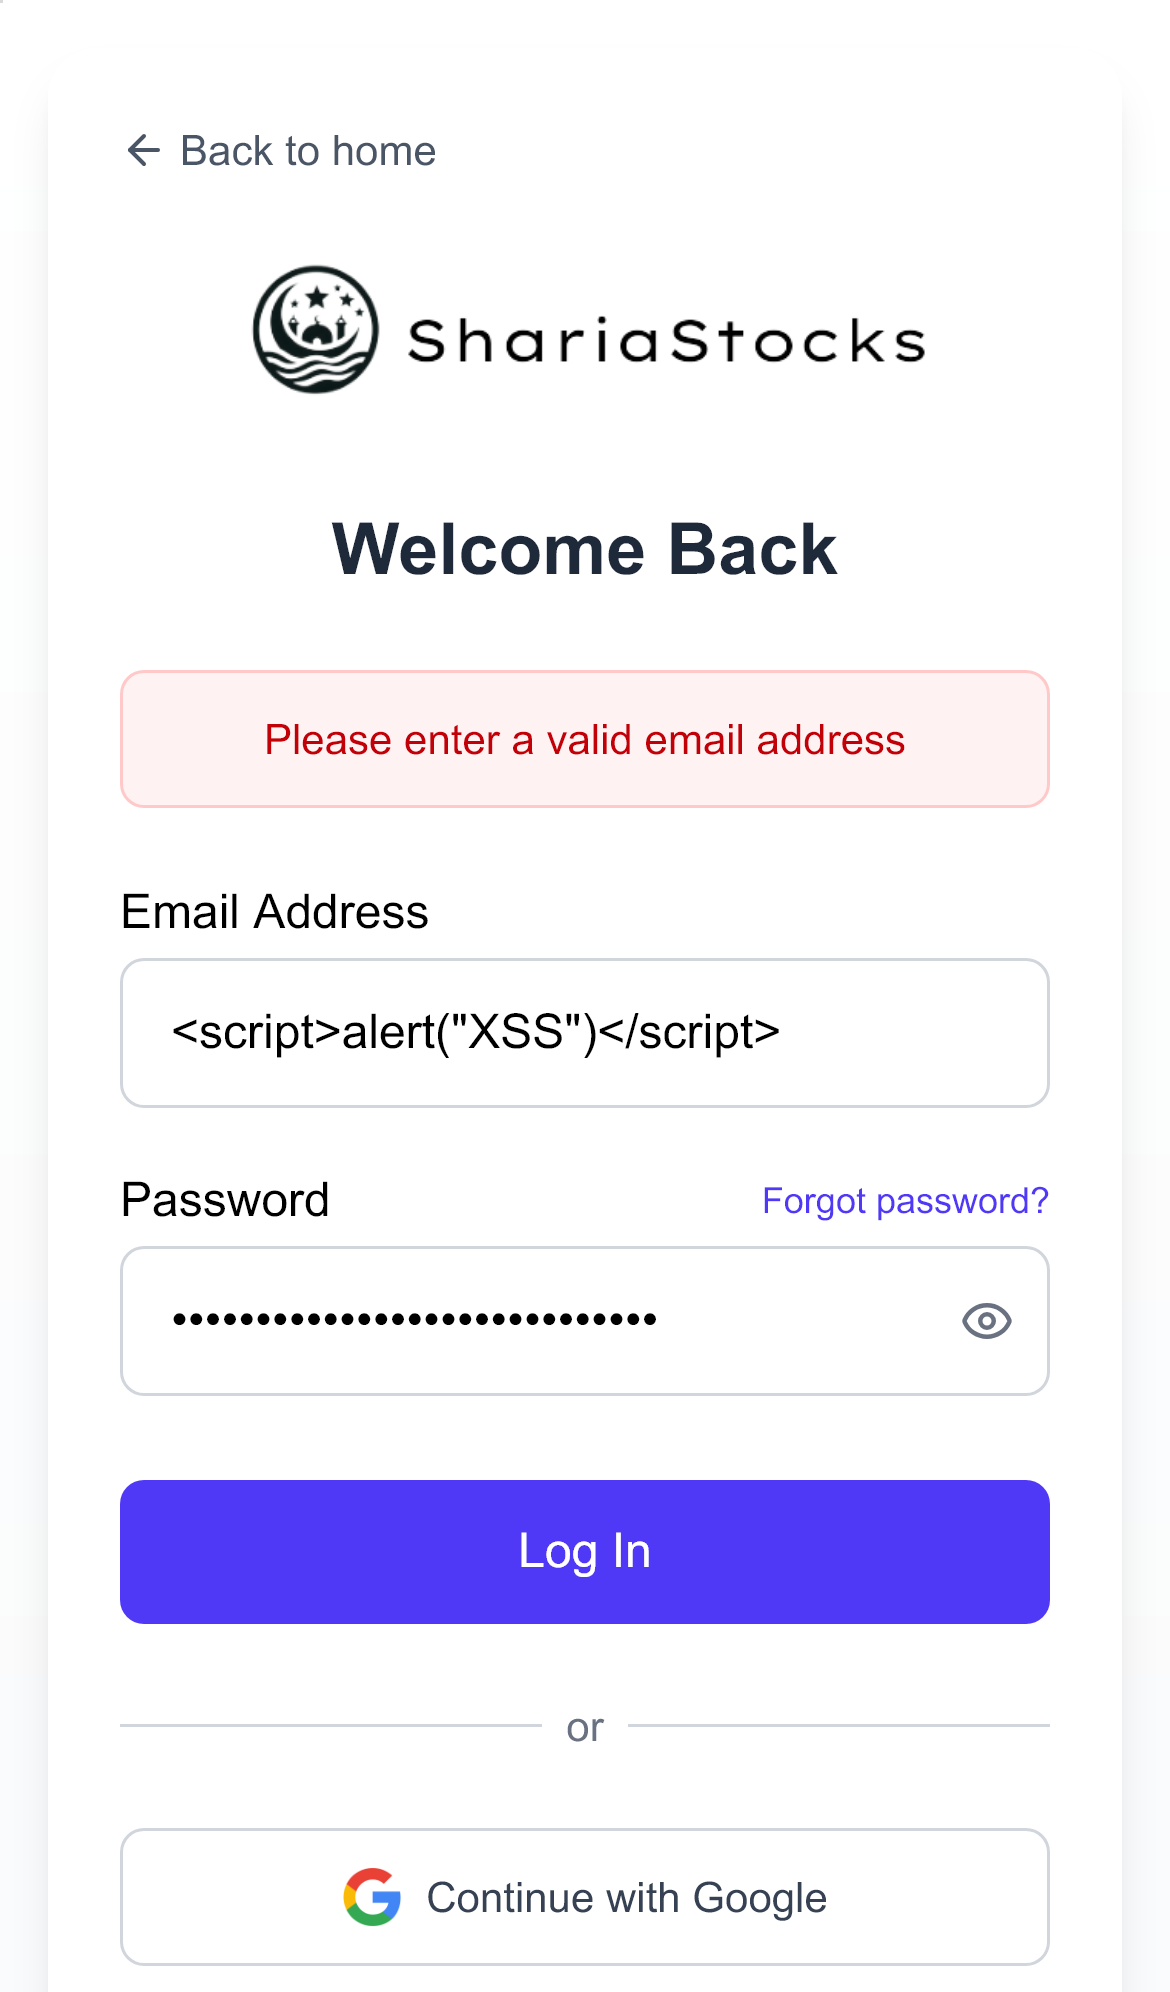 Back to home
ShariaStocks
Welcome Back
Please enter a valid email address
Email Address
<script>alert("XSS")</script>
Password
Forgot password?
Log In
or
Continue with Google